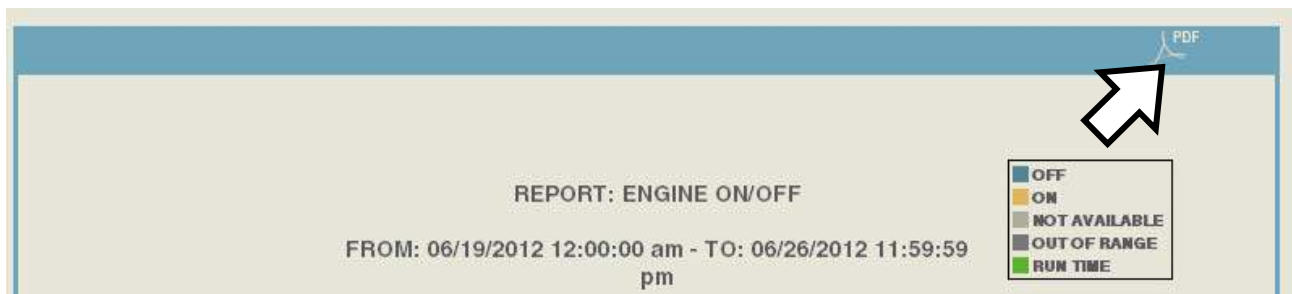 PDF
REPORT: ENGINE ON/OFF
FROM: 06/19/2012 12:00:00 am - TO: 06/26/2012 11:59:59
pm
OFF
ON
NOT AVAILABLE
OUT OF RANGE
RUN TIME